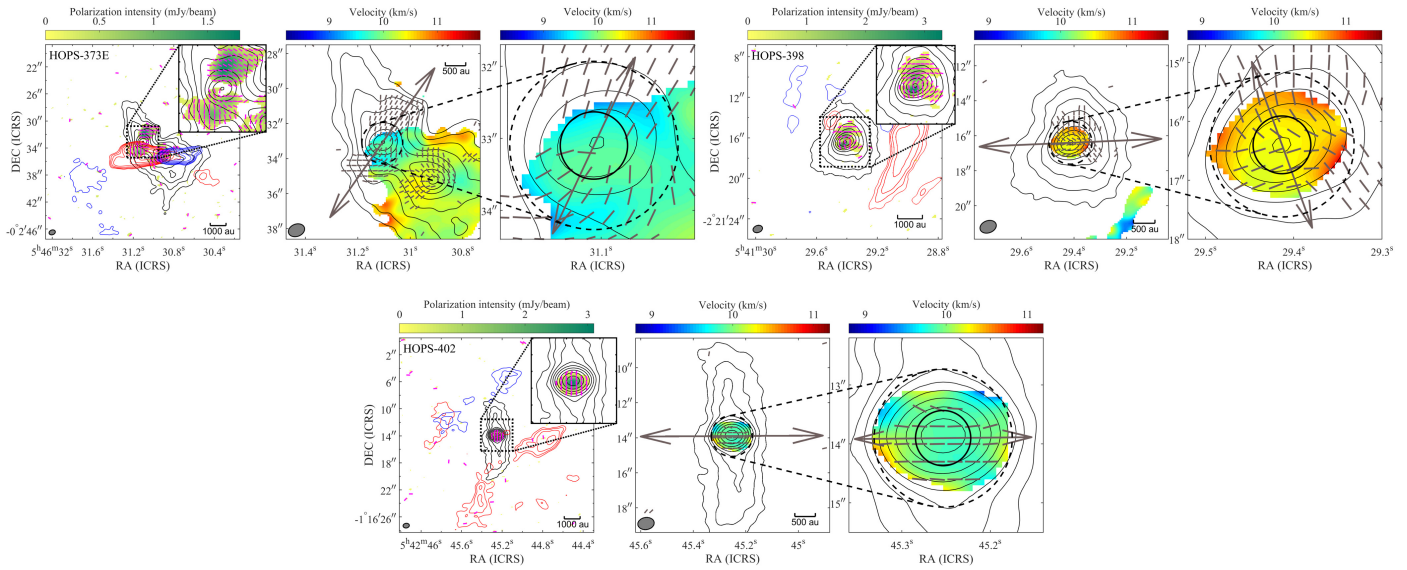 Polarization intensity (mJy/beam)
0 0.5 1 1.5
HOPS-373E
22″
26″
30″
34″
38″
42″
-0°2′46″
DEC (ICRS)
1000 au
5ʰ46ᵐ32ˢ 31.6ˢ 31.2ˢ 30.8ˢ 30.4ˢ
RA (ICRS)
Velocity (km/s)
9 10 11
28″
30″
32″
34″
36″
38″
500 au
31.4ˢ 31.2ˢ 31ˢ 30.8ˢ
RA (ICRS)
Velocity (km/s)
9 10 11
32″
33″
34″
31.1ˢ
RA (ICRS)
Polarization intensity (mJy/beam)
0 1 2 3
HOPS-398
8″
12″
16″
20″
-2°21′24″
DEC (ICRS)
1000 au
5ʰ41ᵐ30ˢ 29.6ˢ 29.2ˢ 28.8ˢ
RA (ICRS)
Velocity (km/s)
9 10 11
14″
16″
18″
20″
500 au
29.6ˢ 29.4ˢ 29.2ˢ
RA (ICRS)
Velocity (km/s)
9 10 11
15″
16″
17″
18″
29.5ˢ 29.4ˢ 29.3ˢ
RA (ICRS)
Polarization intensity (mJy/beam)
0 1 2 3
HOPS-402
2″
6″
10″
14″
18″
22″
-1°16′26″
DEC (ICRS)
1000 au
5ʰ42ᵐ46ˢ 45.6ˢ 45.2ˢ 44.8ˢ 44.4ˢ
RA (ICRS)
Velocity (km/s)
9 10 11
10″
12″
14″
16″
18″
500 au
45.6ˢ 45.4ˢ 45.2ˢ 45ˢ
RA (ICRS)
Velocity (km/s)
9 10 11
13″
14″
15″
45.3ˢ 45.2ˢ
RA (ICRS)